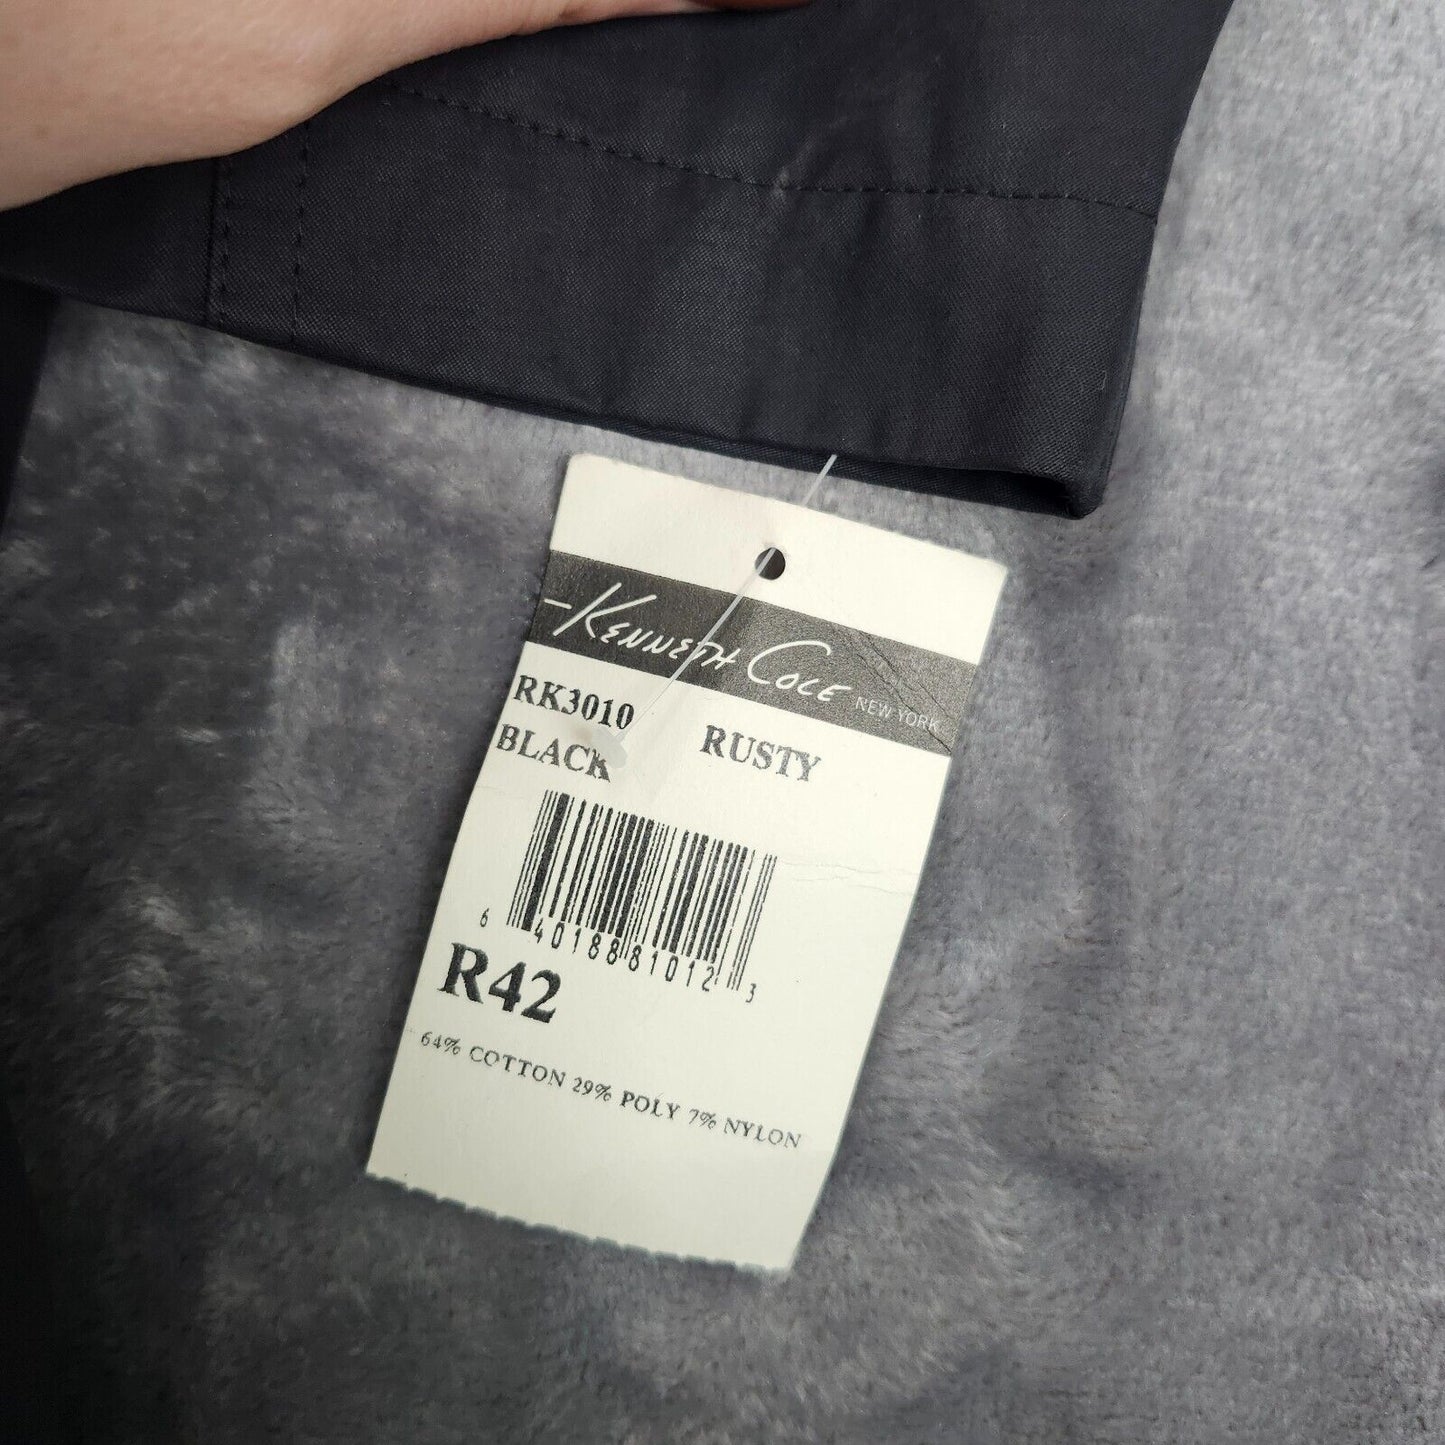 KENNETH COLE NEW YORK
RK3010 RUSTY
BLACK
6 40188 81012 3
R42
64% COTTON 29% POLY 7% NYLON